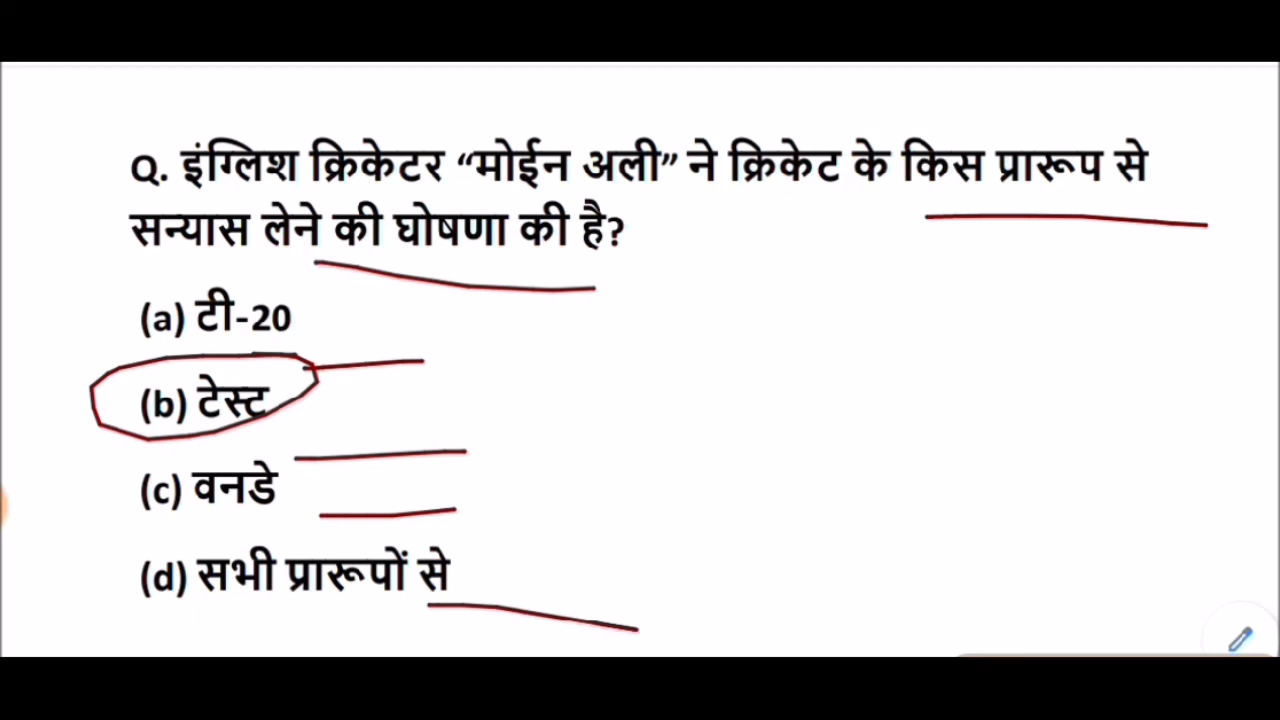 Q. इंग्लिश क्रिकेटर “मोईन अली” ने क्रिकेट के किस प्रारूप से
सन्यास लेने की घोषणा की है?
(a) टी-20
(b) टेस्ट
(c) वनडे
(d) सभी प्रारूपों से